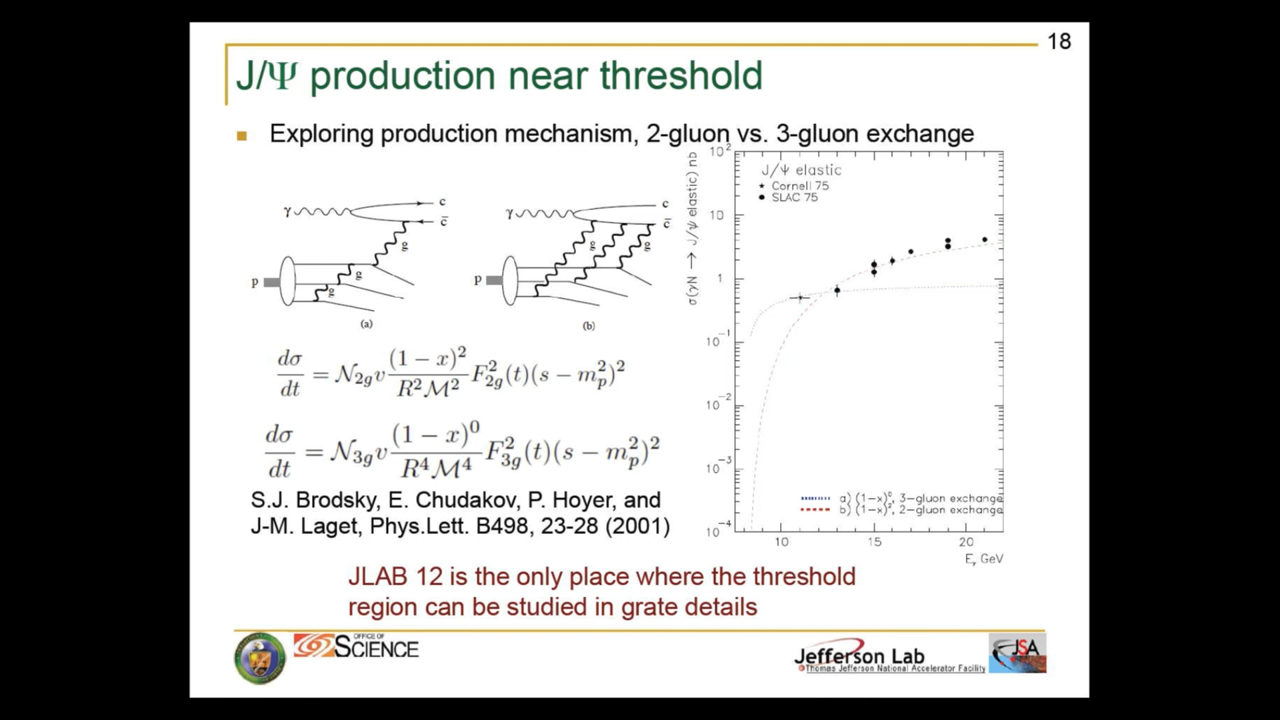 18
J/Ψ production near threshold
Exploring production mechanism, 2-gluon vs. 3-gluon exchange
γ c c̄ g g g p (a)
γ c c̄ g g g p (b)
dσ/dt = 𝒩2g v (1 − x)²/(R²ℳ²) F²2g(t)(s − m²p)²
dσ/dt = 𝒩3g v (1 − x)⁰/(R⁴ℳ⁴) F²3g(t)(s − m²p)²
S.J. Brodsky, E. Chudakov, P. Hoyer, and
J-M. Laget, Phys.Lett. B498, 23-28 (2001)
σ(γN → J/ψ elastic) nb
10²
10
1
10⁻¹
10⁻²
10⁻³
10⁻⁴
J/ψ elastic
Cornell 75
SLAC 75
a) (1−x)⁰, 3−gluon exchange
b) (1−x)², 2−gluon exchange
10 15 20
Eγ GeV
JLAB 12 is the only place where the threshold
region can be studied in grate details
OFFICE OF
SCIENCE
Jefferson Lab
Thomas Jefferson National Accelerator Facility
JSA